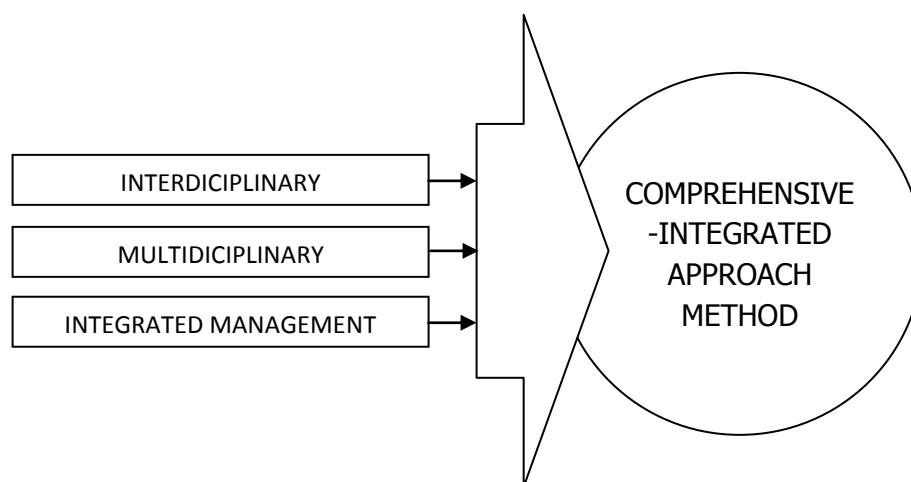 INTERDICIPLINARY
MULTIDICIPLINARY
INTEGRATED MANAGEMENT
COMPREHENSIVE
-INTEGRATED
APPROACH
METHOD